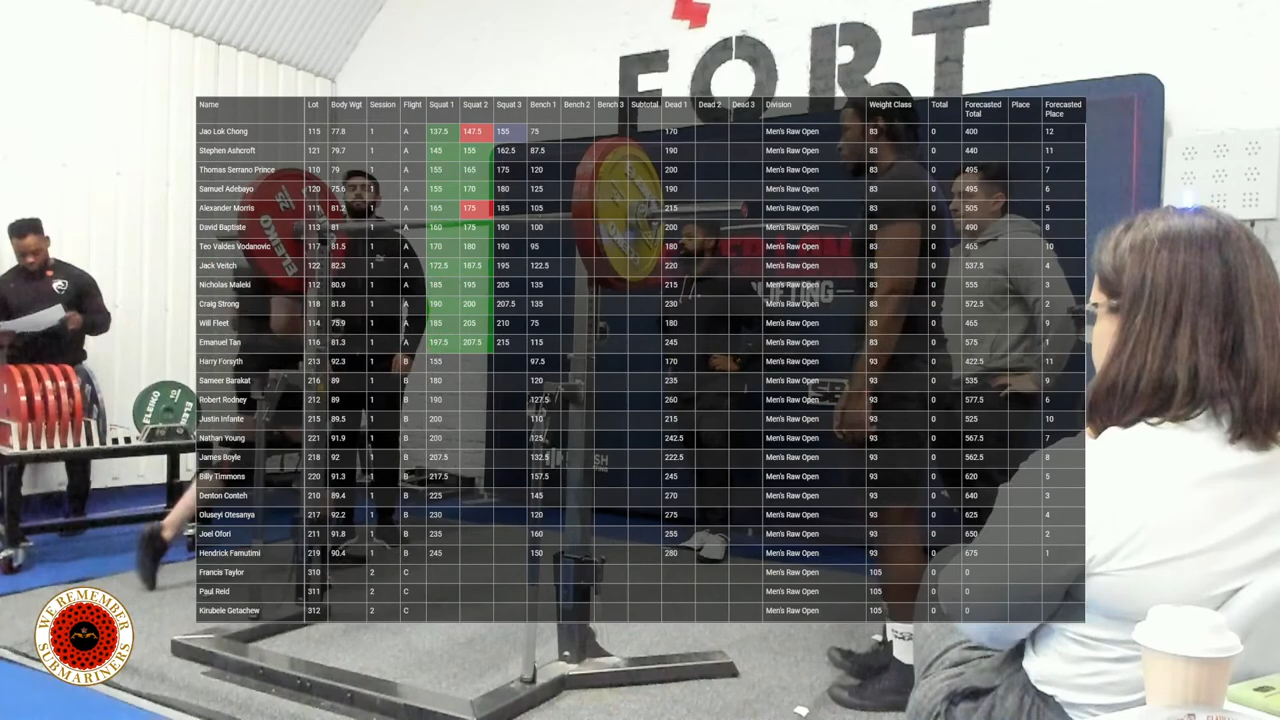 FORT
Name Lot Body Wgt Session Flight Squat 1 Squat 2 Squat 3 Bench 1 Bench 2 Bench 3 Subtotal Dead 1 Dead 2 Dead 3 Division Weight Class Total Forecasted Total Place Forecasted Place
Jao Lok Chong 115 77.8 1 A 137.5 147.5 155 75 170 Men's Raw Open 83 0 400 12
Stephen Ashcroft 121 79.7 1 A 145 155 162.5 87.5 190 Men's Raw Open 83 0 440 11
Thomas Serrano Prince 110 79 1 A 155 165 175 120 200 Men's Raw Open 83 0 495 7
Samuel Adebayo 120 75.6 1 A 155 170 180 125 190 Men's Raw Open 83 0 495 6
Alexander Morris 111 81.2 1 A 165 175 185 105 215 Men's Raw Open 83 0 505 5
David Baptiste 113 81 1 A 160 175 190 100 200 Men's Raw Open 83 0 490 8
Teo Valdes Vodanovic 117 81.5 1 A 170 180 190 95 180 Men's Raw Open 83 0 465 10
Jack Veitch 122 82.3 1 A 172.5 187.5 195 122.5 220 Men's Raw Open 83 0 537.5 4
Nicholas Maleki 112 80.9 1 A 185 195 205 135 215 Men's Raw Open 83 0 555 3
Craig Strong 118 81.8 1 A 190 200 207.5 135 230 Men's Raw Open 83 0 572.5 2
Will Fleet 114 75.9 1 A 185 205 210 75 180 Men's Raw Open 83 0 465 9
Emanuel Tan 116 81.3 1 A 197.5 207.5 215 115 245 Men's Raw Open 83 0 575 1
Harry Forsyth 213 92.3 1 B 155 97.5 170 Men's Raw Open 93 0 422.5 11
Sameer Barakat 216 89 1 B 180 120 235 Men's Raw Open 93 0 535 9
Robert Rodney 212 89 1 B 190 127.5 260 Men's Raw Open 93 0 577.5 6
Justin Infante 215 89.5 1 B 200 110 215 Men's Raw Open 93 0 525 10
Nathan Young 221 91.9 1 B 200 125 242.5 Men's Raw Open 93 0 567.5 7
James Boyle 218 92 1 B 207.5 132.5 222.5 Men's Raw Open 93 0 562.5 8
Billy Timmons 220 91.3 1 B 217.5 157.5 245 Men's Raw Open 93 0 620 5
Denton Conteh 210 89.4 1 B 225 145 270 Men's Raw Open 93 0 640 3
Oluseyi Otesanya 217 92.2 1 B 230 120 275 Men's Raw Open 93 0 625 4
Joel Ofori 211 91.8 1 B 235 160 255 Men's Raw Open 93 0 650 2
Hendrick Famutimi 219 90.4 1 B 245 150 280 Men's Raw Open 93 0 675 1
Francis Taylor 310 2 C Men's Raw Open 105 0 0
Paul Reid 311 2 C Men's Raw Open 105 0 0
Kirubele Getachew 312 2 C Men's Raw Open 105 0 0
ELEIKO
25
ELEIKO
10
WE REMEMBER
SUBMARINERS